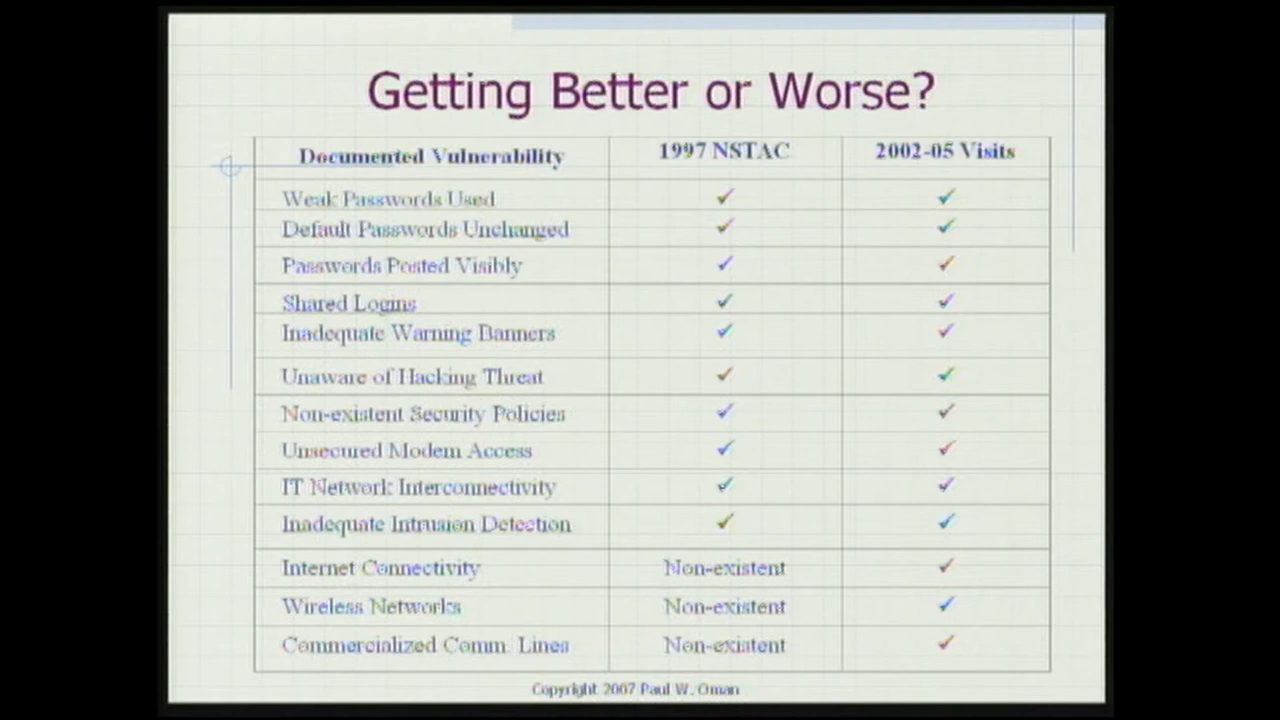 Getting Better or Worse?
Documented Vulnerability 1997 NSTAC 2002-05 Visits
Weak Passwords Used ✓ ✓
Default Passwords Unchanged ✓ ✓
Passwords Posted Visibly ✓ ✓
Shared Logins ✓ ✓
Inadequate Warning Banners ✓ ✓
Unaware of Hacking Threat ✓ ✓
Non-existent Security Policies ✓ ✓
Unsecured Modem Access ✓ ✓
IT Network Interconnectivity ✓ ✓
Inadequate Intrusion Detection ✓ ✓
Internet Connectivity Non-existent ✓
Wireless Networks Non-existent ✓
Commercialized Comm. Lines Non-existent ✓
Copyright 2007 Paul W. Oman